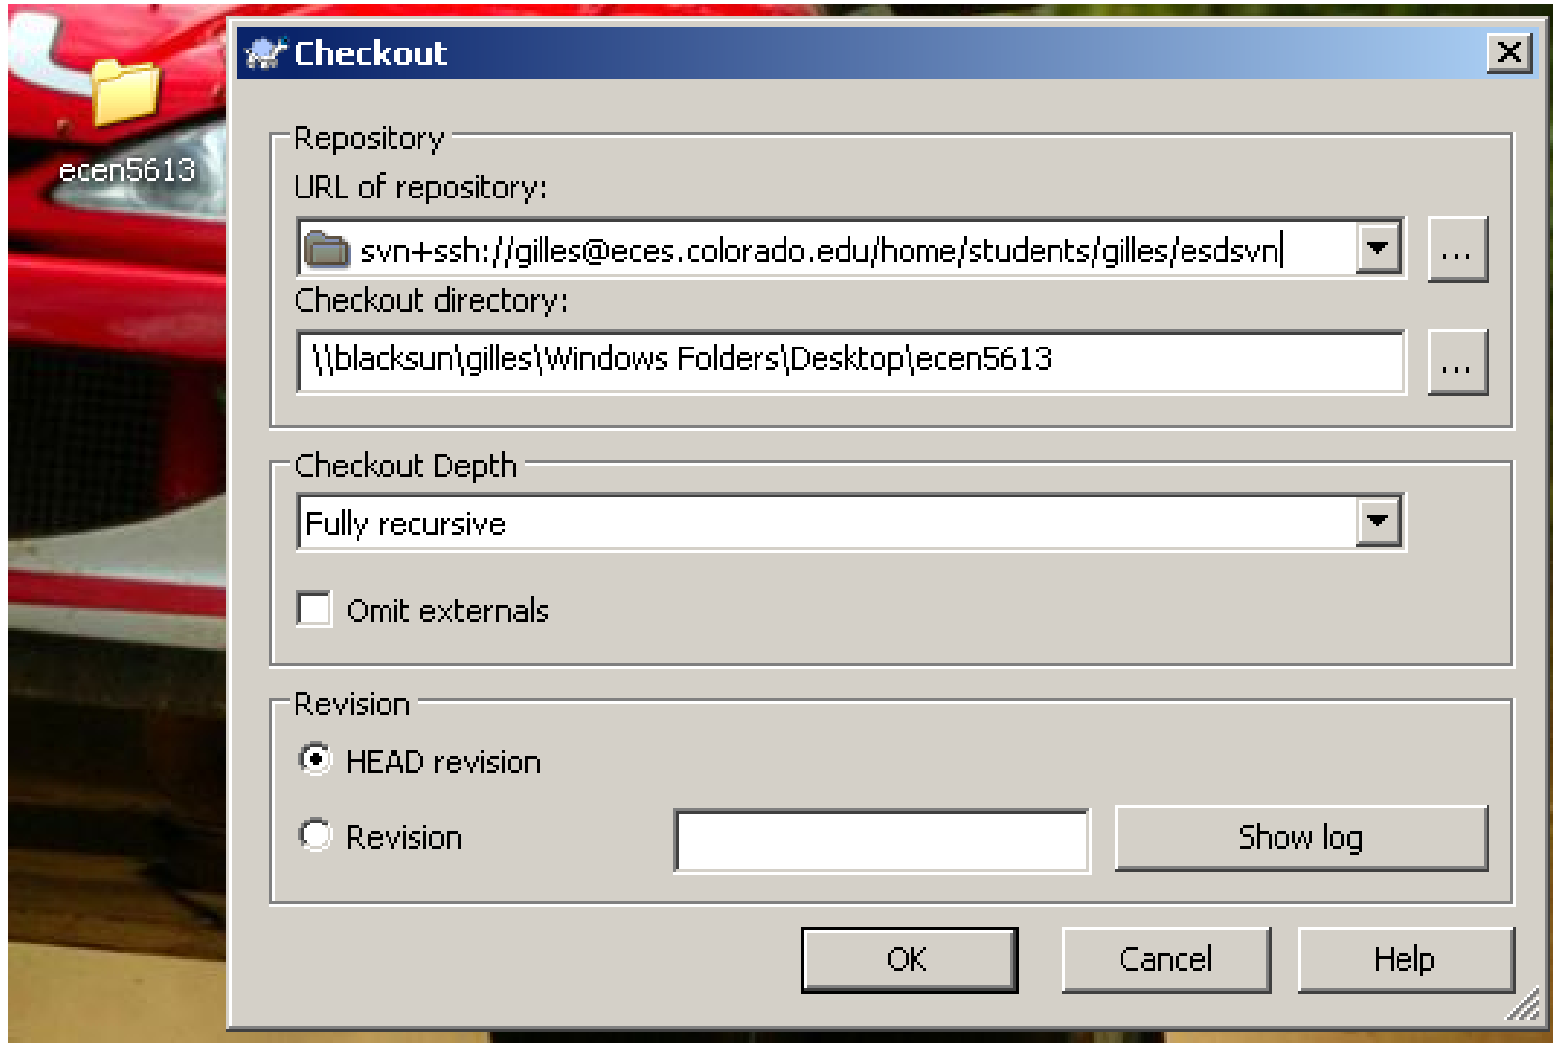 Checkout
ecen5613
Repository
URL of repository:
svn+ssh://gilles@eces.colorado.edu/home/students/gilles/esdsvn
...
Checkout directory:
\\blacksun\gilles\Windows Folders\Desktop\ecen5613
...
Checkout Depth
Fully recursive
Omit externals
Revision
HEAD revision
Revision
Show log
OK
Cancel
Help